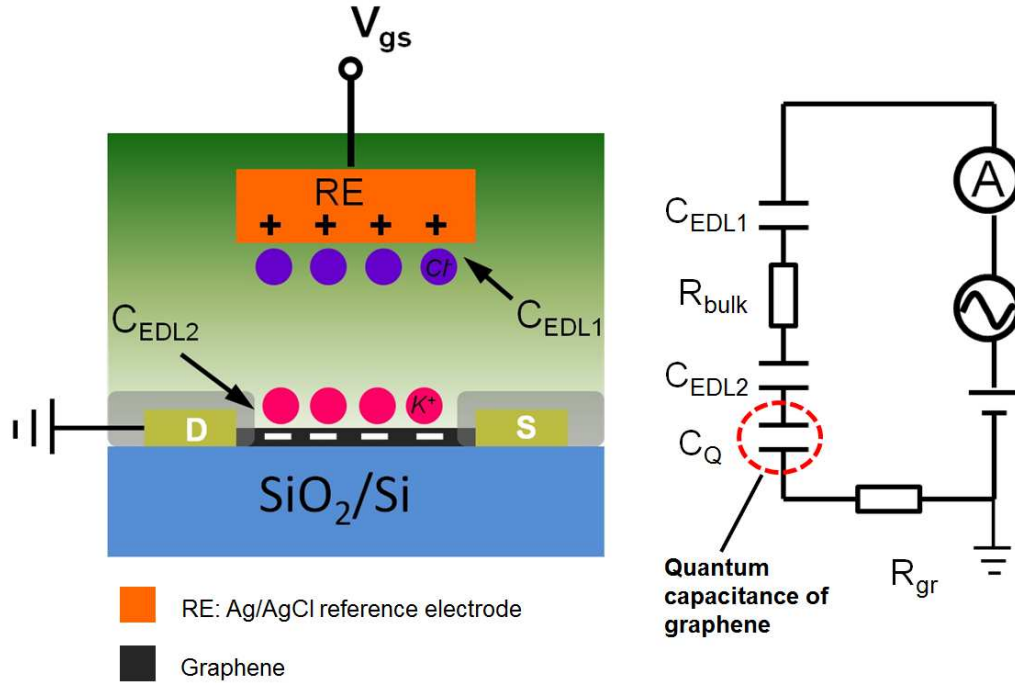 Vgs
RE
+ + + +
Cl-
CEDL2
CEDL1
K+
D
S
SiO2/Si
RE: Ag/AgCl reference electrode
Graphene
A
CEDL1
Rbulk
CEDL2
CQ
Rgr
Quantum
capacitance of
graphene